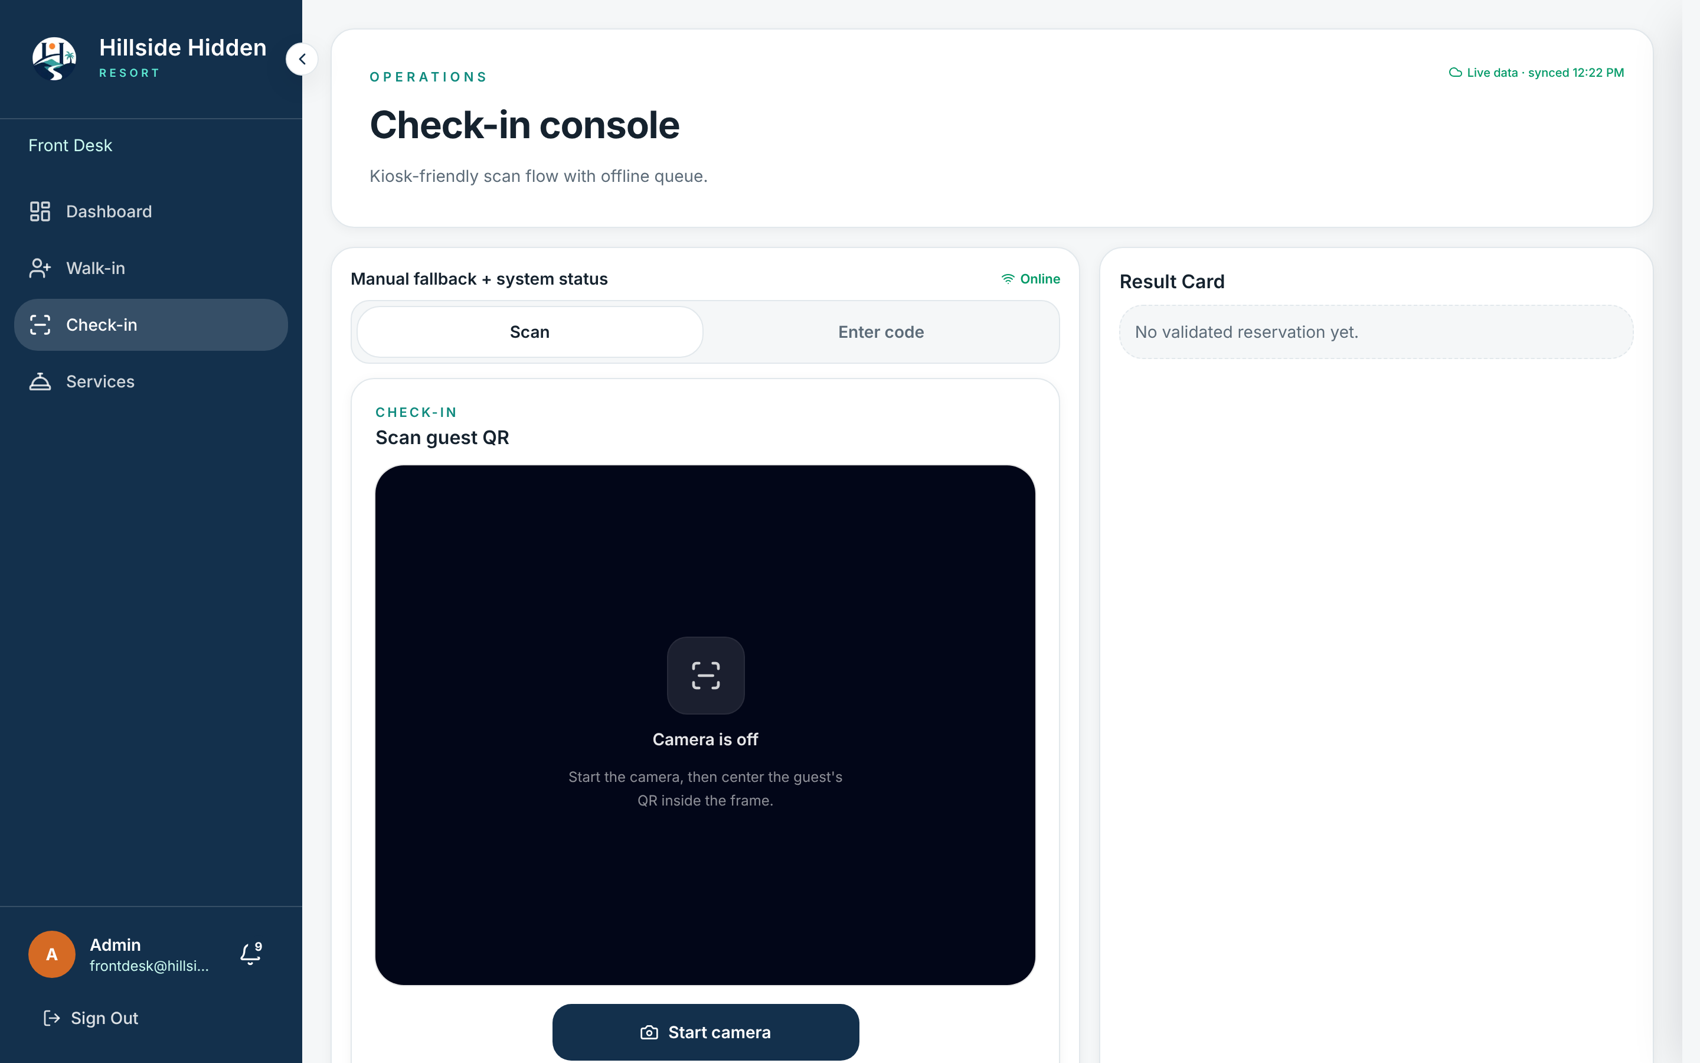 Hillside Hidden
RESORT
Front Desk
Dashboard
Walk-in
Check-in
Services
A
Admin
frontdesk@hillsi...
9
Sign Out
OPERATIONS
Live data · synced 12:22 PM
Check-in console
Kiosk-friendly scan flow with offline queue.
Manual fallback + system status
Online
Scan
Enter code
CHECK-IN
Scan guest QR
Camera is off
Start the camera, then center the guest's
QR inside the frame.
Start camera
Result Card
No validated reservation yet.